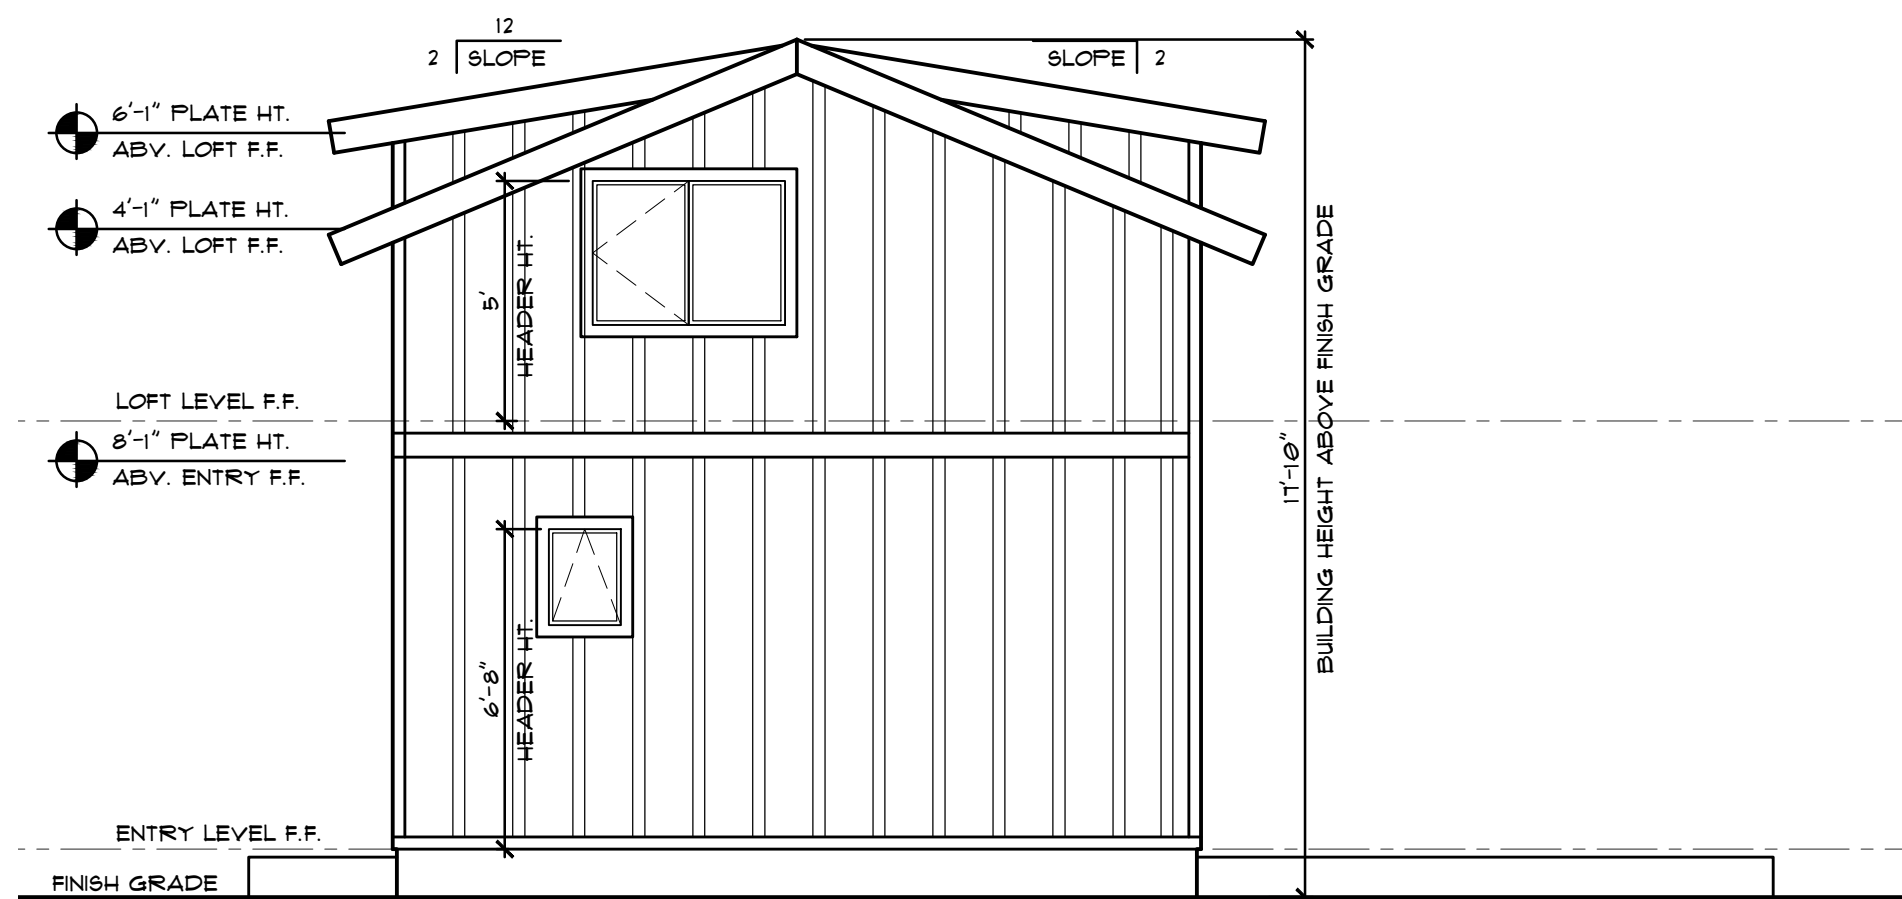 12
2 SLOPE
SLOPE 2
6'-1" PLATE HT.
ABV. LOFT F.F.
4'-1" PLATE HT.
ABV. LOFT F.F.
5'
HEADER HT.
LOFT LEVEL F.F.
8'-1" PLATE HT.
ABV. ENTRY F.F.
17'-10"
BUILDING HEIGHT ABOVE FINISH GRADE
6'-8"
HEADER HT.
ENTRY LEVEL F.F.
FINISH GRADE